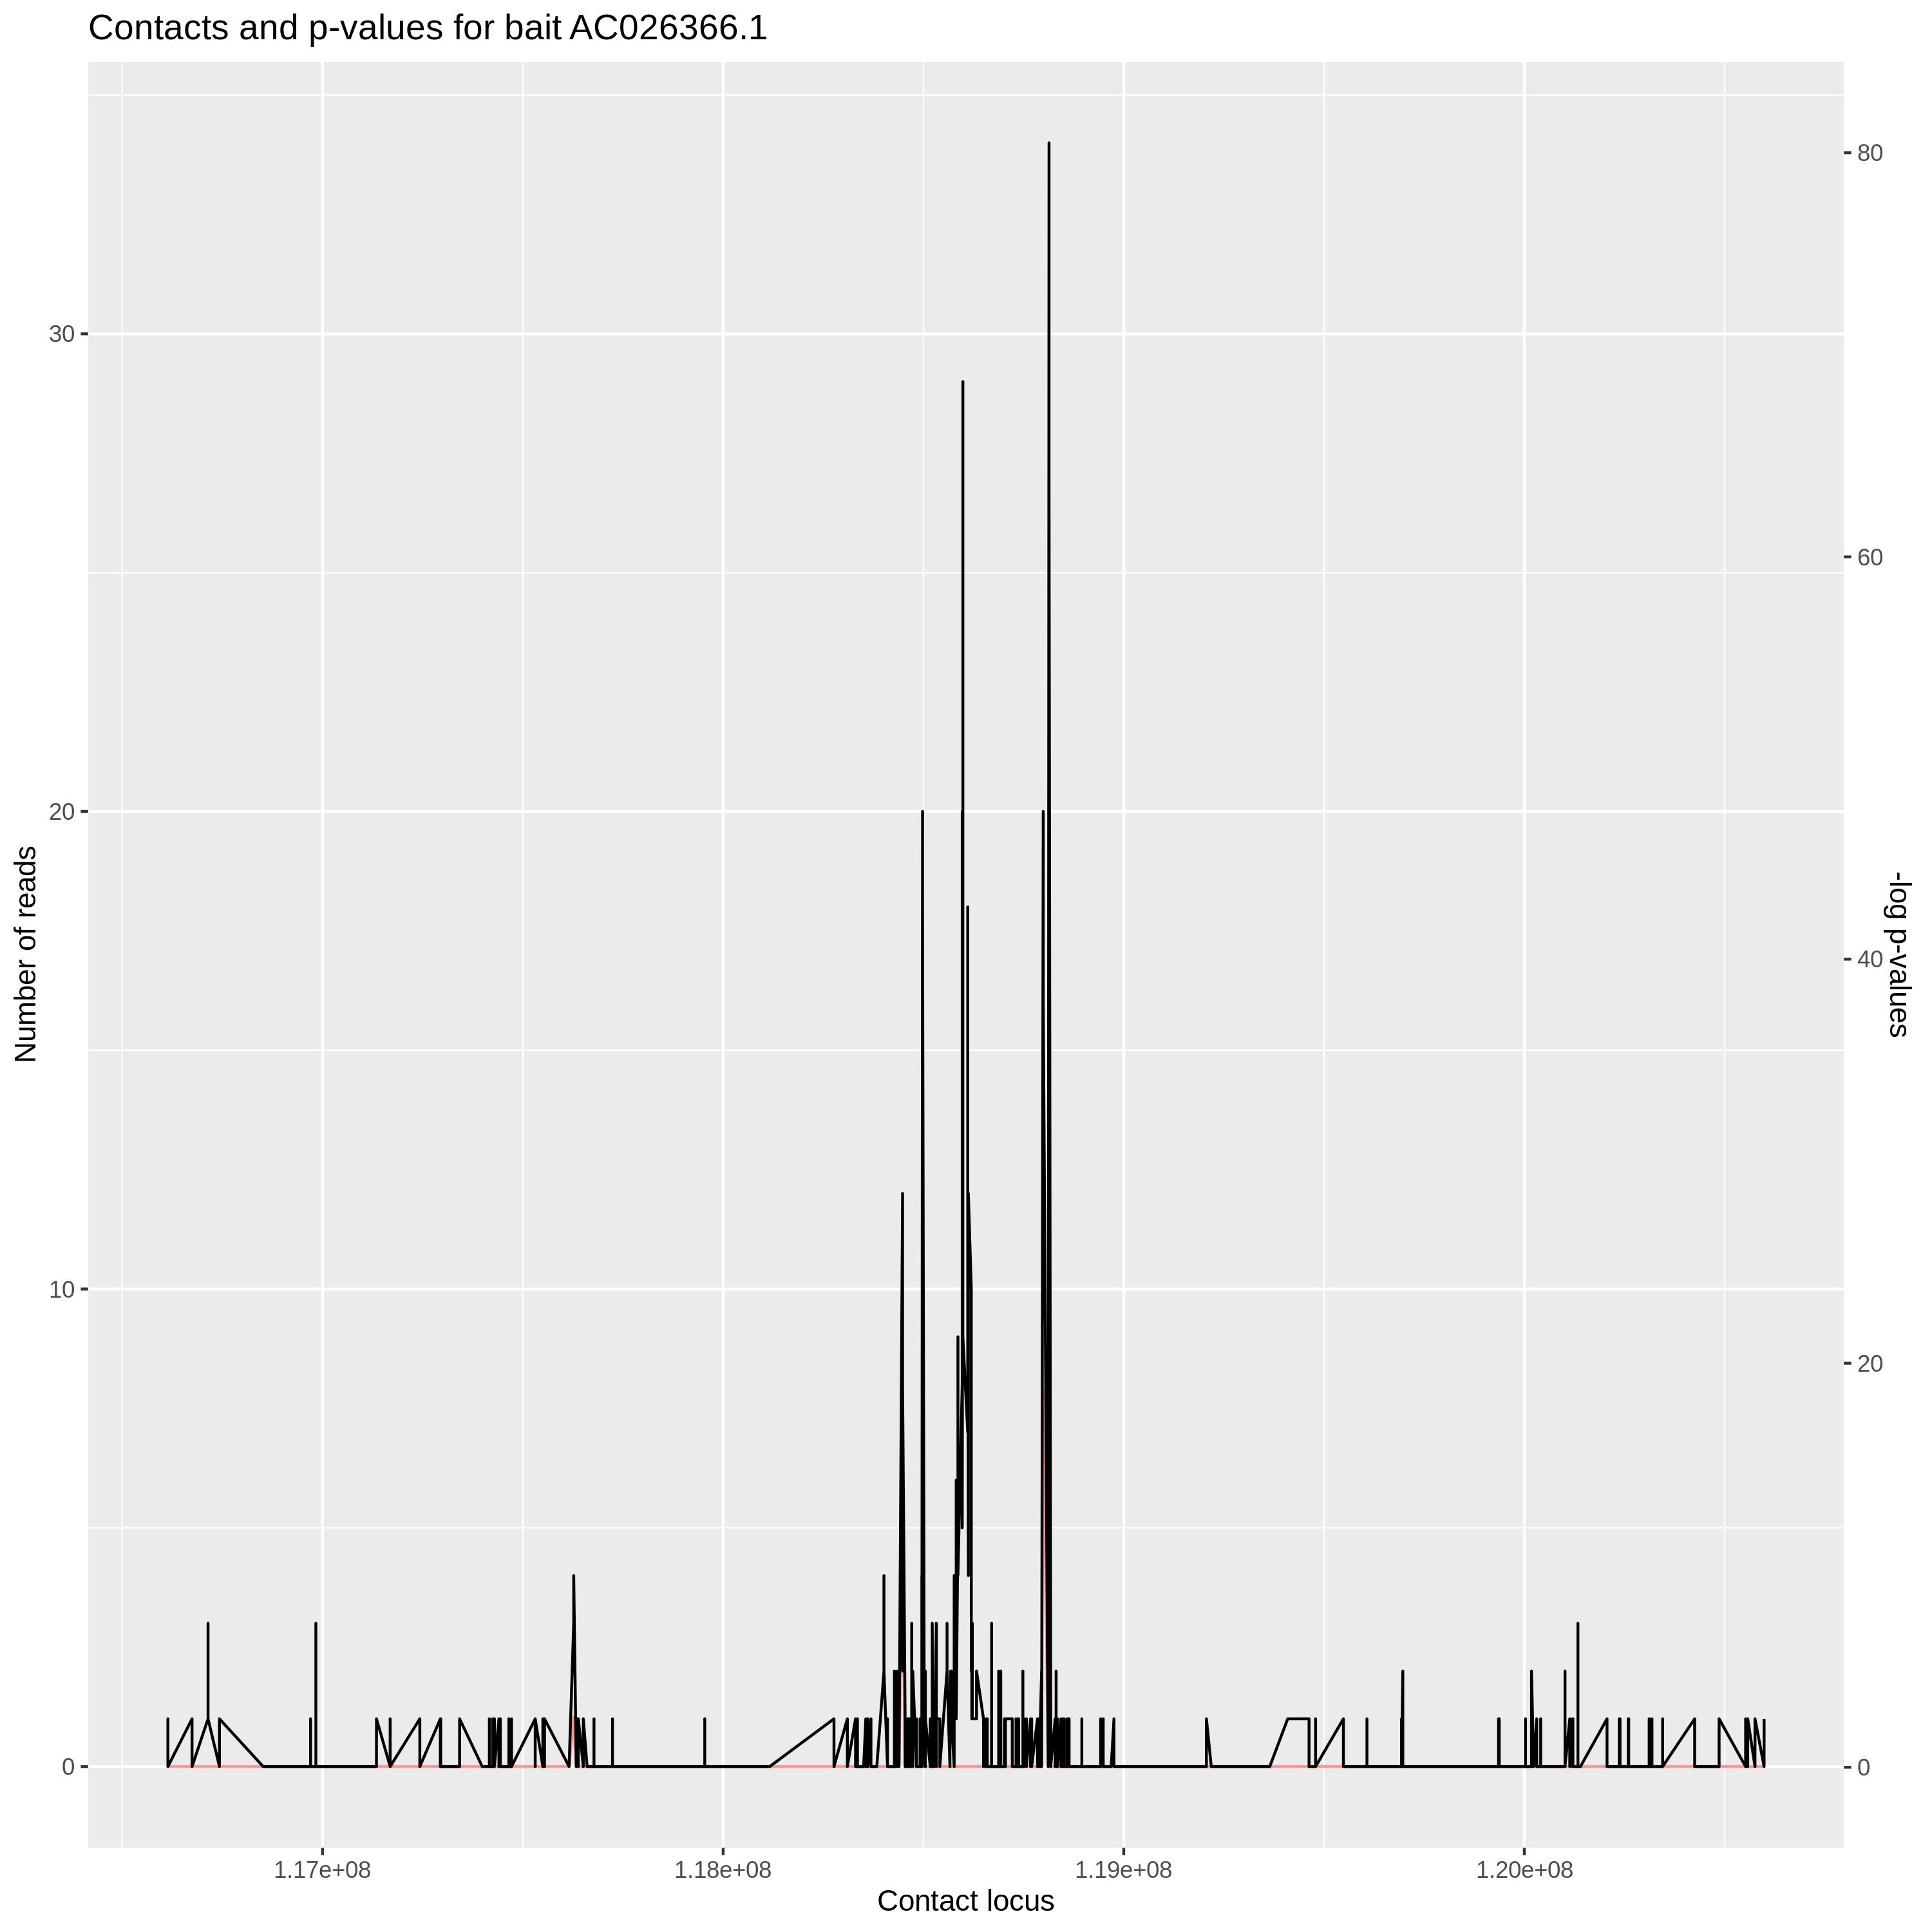 Contacts and p-values for bait AC026366.1
Number of reads
30
20
10
0
80
60
40
20
0
-log p-values
1.17e+08
1.18e+08
1.19e+08
1.20e+08
Contact locus